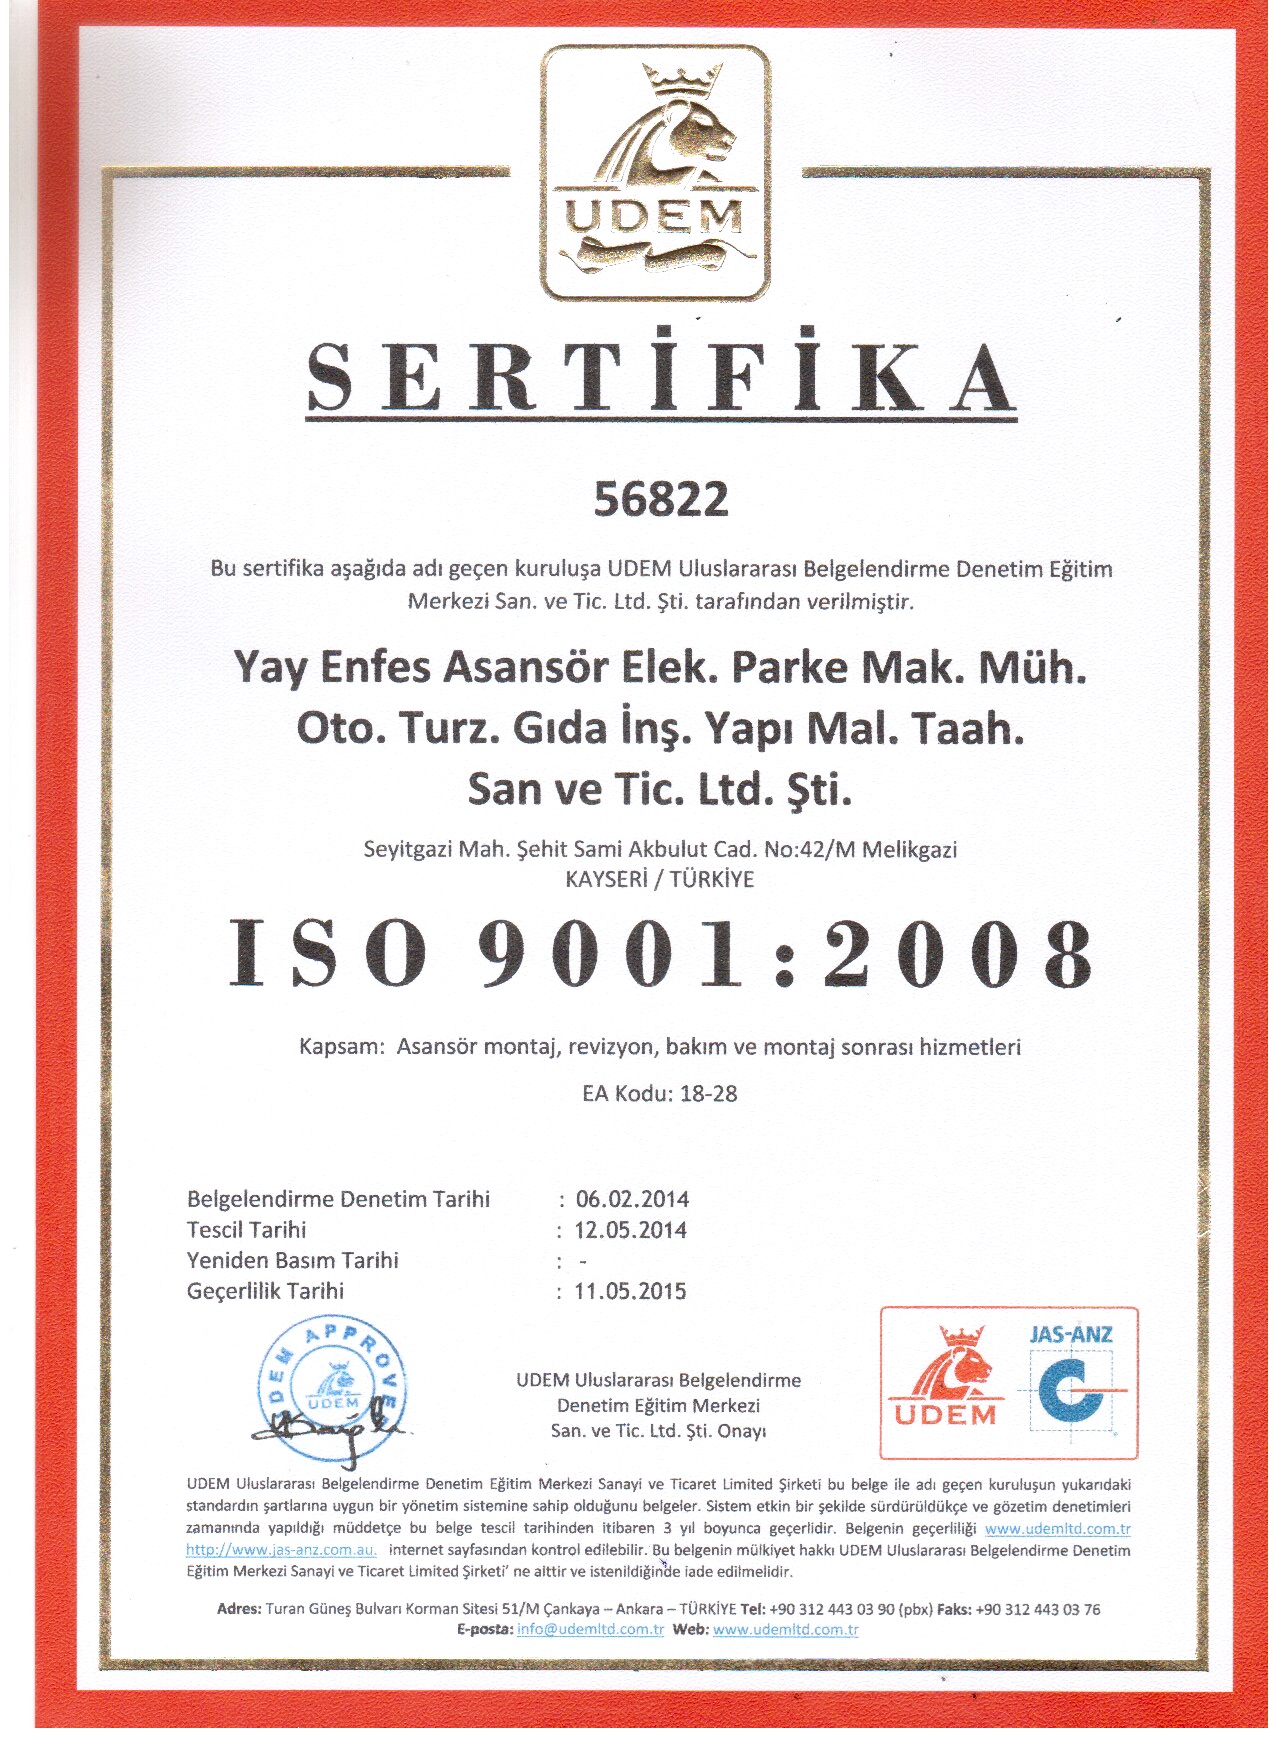 UDEM
SERTİFİKA
56822
Bu sertifika aşağıda adı geçen kuruluşa UDEM Uluslararası Belgelendirme Denetim Eğitim
Merkezi San. ve Tic. Ltd. Şti. tarafından verilmiştir.
Yay Enfes Asansör Elek. Parke Mak. Müh.
Oto. Turz. Gıda İnş. Yapı Mal. Taah.
San ve Tic. Ltd. Şti.
Seyitgazi Mah. Şehit Sami Akbulut Cad. No:42/M Melikgazi
KAYSERİ / TÜRKİYE
ISO 9001:2008
Kapsam: Asansör montaj, revizyon, bakım ve montaj sonrası hizmetleri
EA Kodu: 18-28
Belgelendirme Denetim Tarihi : 06.02.2014
Tescil Tarihi : 12.05.2014
Yeniden Basım Tarihi : -
Geçerlilik Tarihi : 11.05.2015
UDEM APPROVED
UDEM
UDEM Uluslararası Belgelendirme
Denetim Eğitim Merkezi
San. ve Tic. Ltd. Şti. Onayı
UDEM
JAS-ANZ
UDEM Uluslararası Belgelendirme Denetim Eğitim Merkezi Sanayi ve Ticaret Limited Şirketi bu belge ile adı geçen kuruluşun yukarıdaki
standardın şartlarına uygun bir yönetim sistemine sahip olduğunu belgeler. Sistem etkin bir şekilde sürdürüldükçe ve gözetim denetimleri
zamanında yapıldığı müddetçe bu belge tescil tarihinden itibaren 3 yıl boyunca geçerlidir. Belgenin geçerliliği www.udemltd.com.tr
http://www.jas-anz.com.au. internet sayfasından kontrol edilebilir. Bu belgenin mülkiyet hakkı UDEM Uluslararası Belgelendirme Denetim
Eğitim Merkezi Sanayi ve Ticaret Limited Şirketi' ne aittir ve istenildiğinde iade edilmelidir.
Adres: Turan Güneş Bulvarı Korman Sitesi 51/M Çankaya – Ankara – TÜRKİYE Tel: +90 312 443 03 90 (pbx) Faks: +90 312 443 03 76
E-posta: info@udemltd.com.tr Web: www.udemltd.com.tr